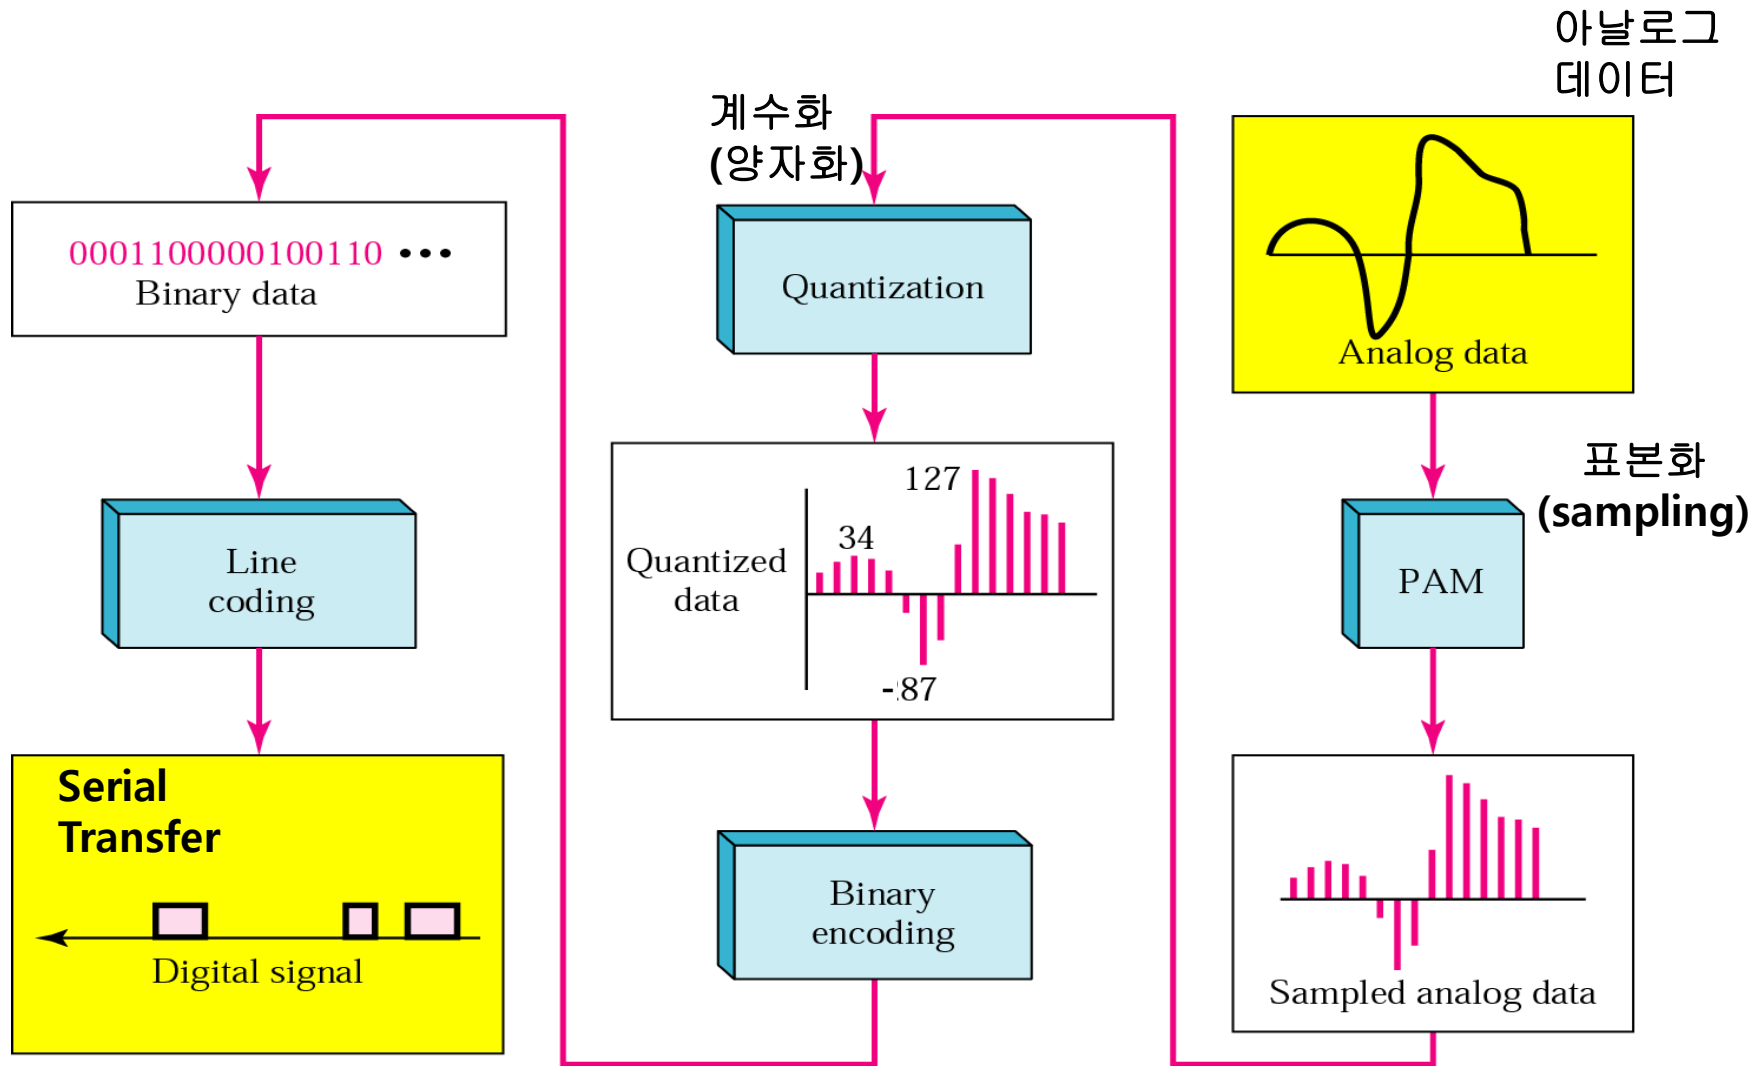 아날로그
데이터
Analog data
표본화
(sampling)
PAM
Sampled analog data
계수화
(양자화)
Quantization
127
34
Quantized
data
-87
Binary
encoding
0001100000100110 •••
Binary data
Line
coding
Serial
Transfer
Digital signal